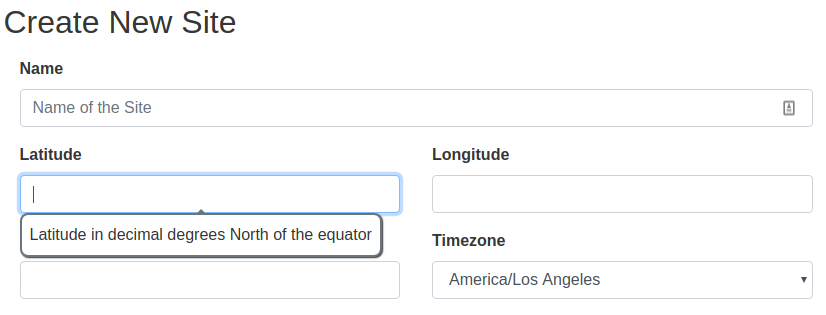 Create New Site
Name
Name of the Site
Latitude
Longitude
Latitude in decimal degrees North of the equator
Timezone
America/Los Angeles